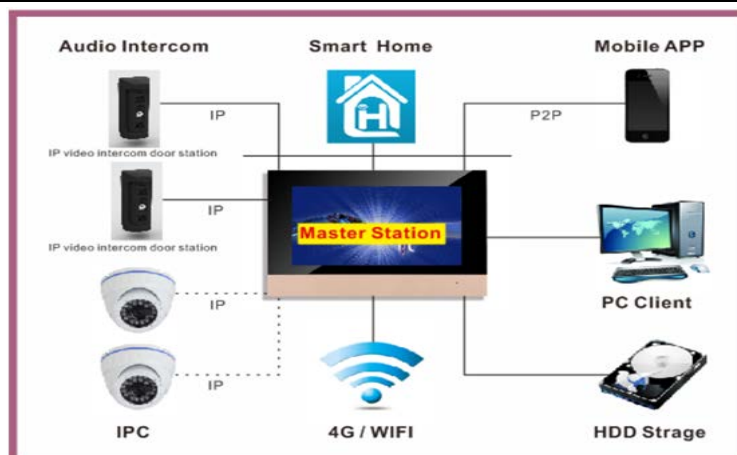 Audio Intercom
Smart Home
Mobile APP
IP
P2P
IP video intercom door station
H
IP
Master Station
IP video intercom door station
IP
PC Client
IP
IPC
4G / WIFI
HDD Strage